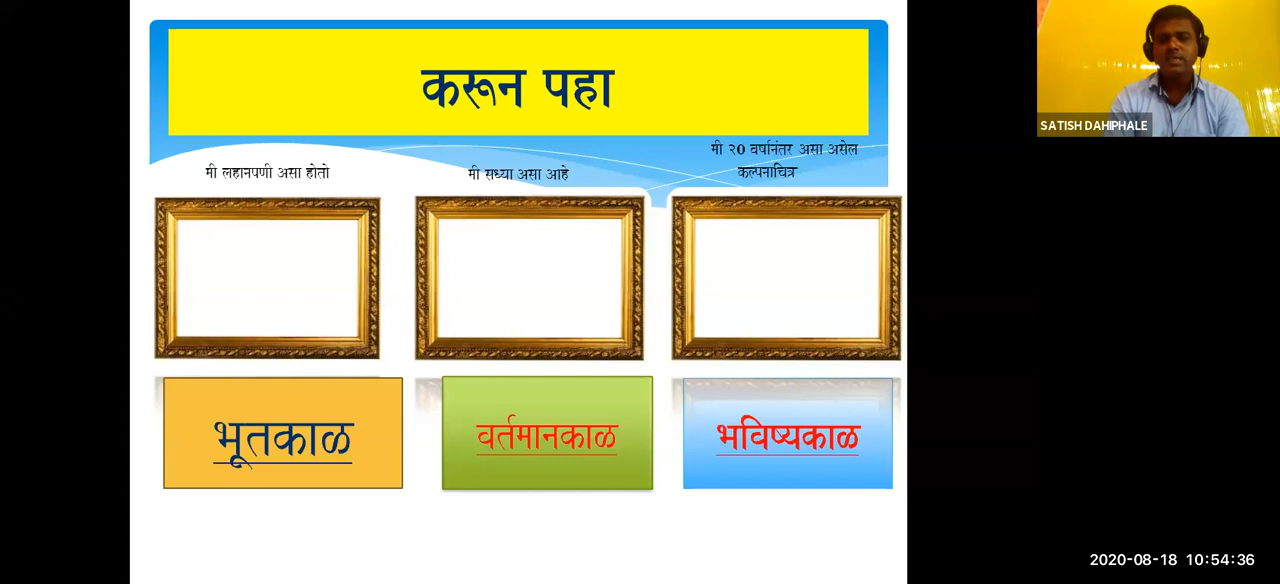 करून पहा
मी लहानपणी असा होतो
मी सध्या असा आहे
मी २0 वर्षानंतर असा असेल
कल्पनाचित्र
भूतकाळ
वर्तमानकाळ
भविष्यकाळ
SATISH DAHIPHALE
2020-08-18 10:54:36